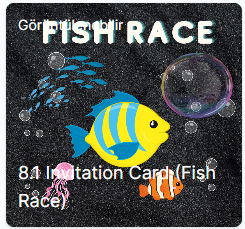 Görüntülenebilir
FISH RACE
8.1 Invitation Card (Fish
Race)